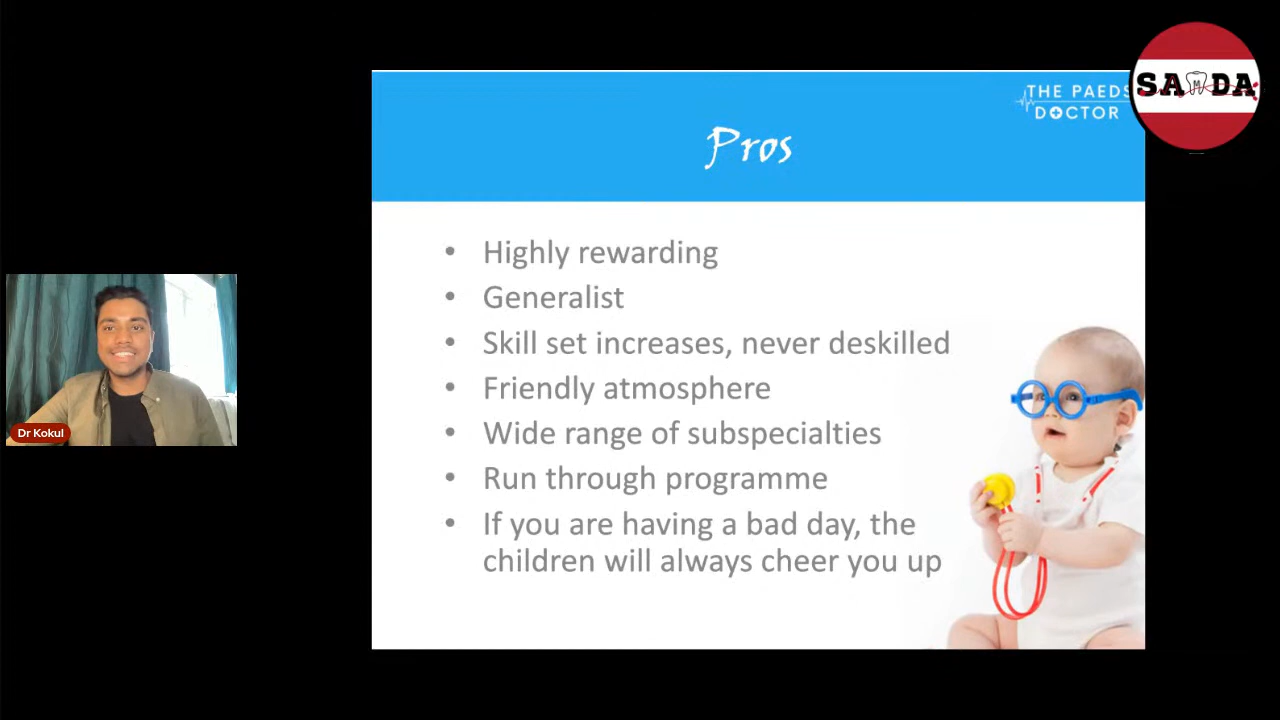 THE PAEDS
DOCTOR
SAMDA
Pros
• Highly rewarding
• Generalist
• Skill set increases, never deskilled
• Friendly atmosphere
• Wide range of subspecialties
• Run through programme
• If you are having a bad day, the
children will always cheer you up
Dr Kokul